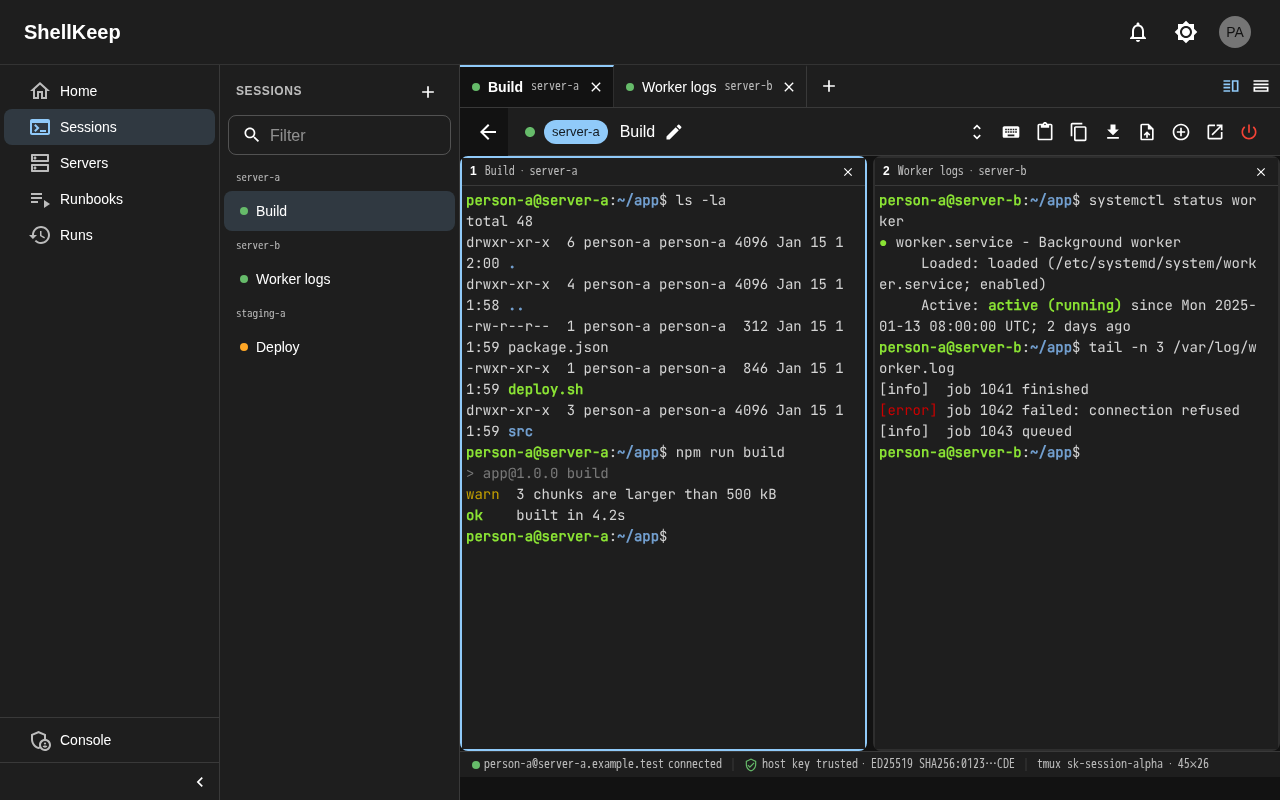 ShellKeep
PA
Home
Sessions
Servers
Runbooks
Runs
Console
SESSIONS
Filter
server-a
Build
server-b
Worker logs
staging-a
Deploy
Build server-a
Worker logs server-b
server-a Build
1 Build · server-a
person-a@server-a:~/app$ ls -la
total 48
drwxr-xr-x  6 person-a person-a 4096 Jan 15 1
2:00 .
drwxr-xr-x  4 person-a person-a 4096 Jan 15 1
1:58 ..
-rw-r--r--  1 person-a person-a  312 Jan 15 1
1:59 package.json
-rwxr-xr-x  1 person-a person-a  846 Jan 15 1
1:59 deploy.sh
drwxr-xr-x  3 person-a person-a 4096 Jan 15 1
1:59 src
person-a@server-a:~/app$ npm run build
> app@1.0.0 build
warn  3 chunks are larger than 500 kB
ok    built in 4.2s
person-a@server-a:~/app$
2 Worker logs · server-b
person-a@server-b:~/app$ systemctl status wor
ker
● worker.service - Background worker
     Loaded: loaded (/etc/systemd/system/work
er.service; enabled)
     Active: active (running) since Mon 2025-
01-13 08:00:00 UTC; 2 days ago
person-a@server-b:~/app$ tail -n 3 /var/log/w
orker.log
[info]  job 1041 finished
[error] job 1042 failed: connection refused
[info]  job 1043 queued
person-a@server-b:~/app$
person-a@server-a.example.test connected | host key trusted · ED25519 SHA256:0123⋯CDE | tmux sk-session-alpha · 45×26